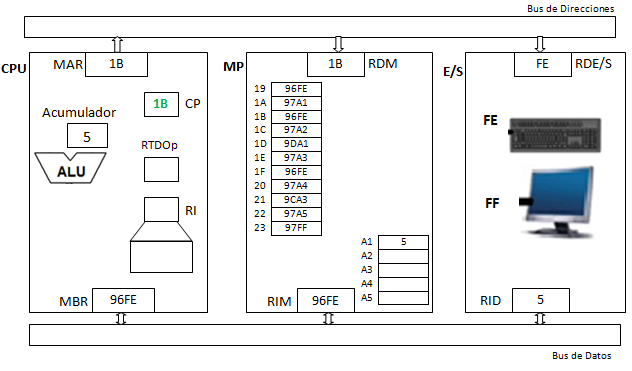 Bus de Direcciones
CPU
MAR 1B
1B CP
Acumulador
5
ALU
RTDOp
RI
MBR 96FE
MP
1B RDM
19 96FE
1A 97A1
1B 96FE
1C 97A2
1D 9DA1
1E 97A3
1F 96FE
20 97A4
21 9CA3
22 97A5
23 97FF
A1 5
A2
A3
A4
A5
RIM 96FE
E/S
FE RDE/S
FE
FF
RID 5
Bus de Datos